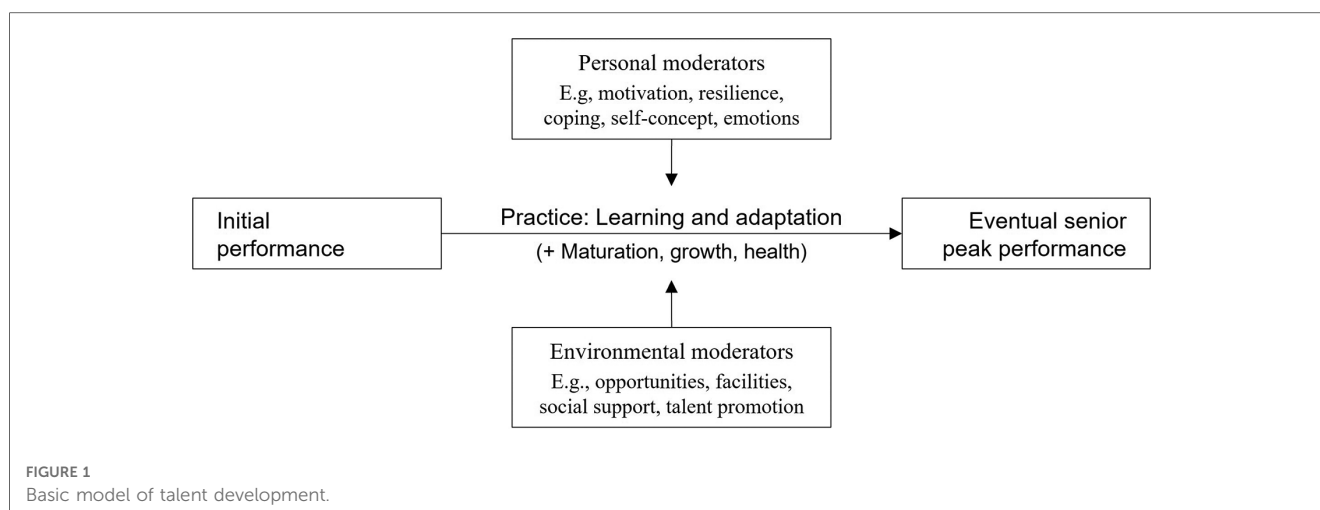 Personal moderators
E.g, motivation, resilience,
coping, self-concept, emotions
Initial
performance
Practice: Learning and adaptation
(+ Maturation, growth, health)
Eventual senior
peak performance
Environmental moderators
E.g., opportunities, facilities,
social support, talent promotion
FIGURE 1
Basic model of talent development.